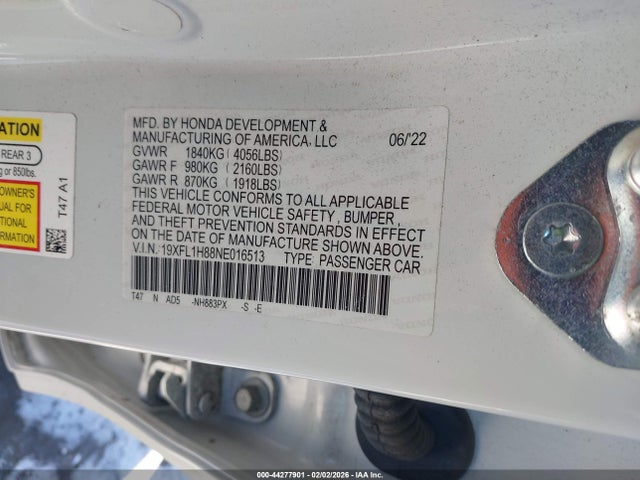 ATION
REAR 3
g or 850lbs.
OWNER'S
UAL FOR
TIONAL
ORMATION
T47 A1
MFD. BY HONDA DEVELOPMENT &
MANUFACTURING OF AMERICA, LLC 06/'22
GVWR 1840KG (4056LBS)
GAWR F 980KG (2160LBS)
GAWR R 870KG (1918LBS)
THIS VEHICLE CONFORMS TO ALL APPLICABLE
FEDERAL MOTOR VEHICLE SAFETY, BUMPER,
AND THEFT PREVENTION STANDARDS IN EFFECT
ON THE DATE OF MANUFACTURE SHOWN ABOVE.
V.I.N.: 19XFL1H88NE016513 TYPE: PASSENGER CAR
T47 N AD5 -NH883PX -S -E
000-44277901 - 02/02/2026 - IAAI.COM